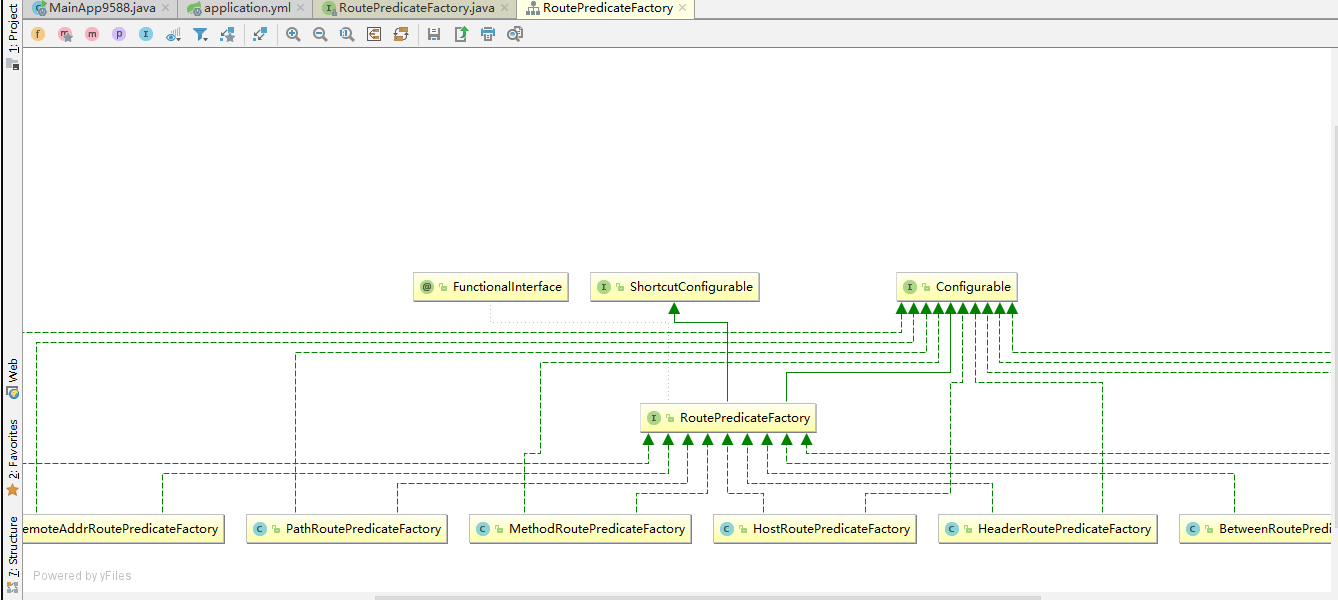 MainApp9588.java application.yml RoutePredicateFactory.java RoutePredicateFactory
1: Project
f m m p I
FunctionalInterface ShortcutConfigurable Configurable
Web
RoutePredicateFactory
2: Favorites
emoteAddrRoutePredicateFactory PathRoutePredicateFactory MethodRoutePredicateFactory HostRoutePredicateFactory HeaderRoutePredicateFactory BetweenRoutePredi
7: Structure
Powered by yFiles